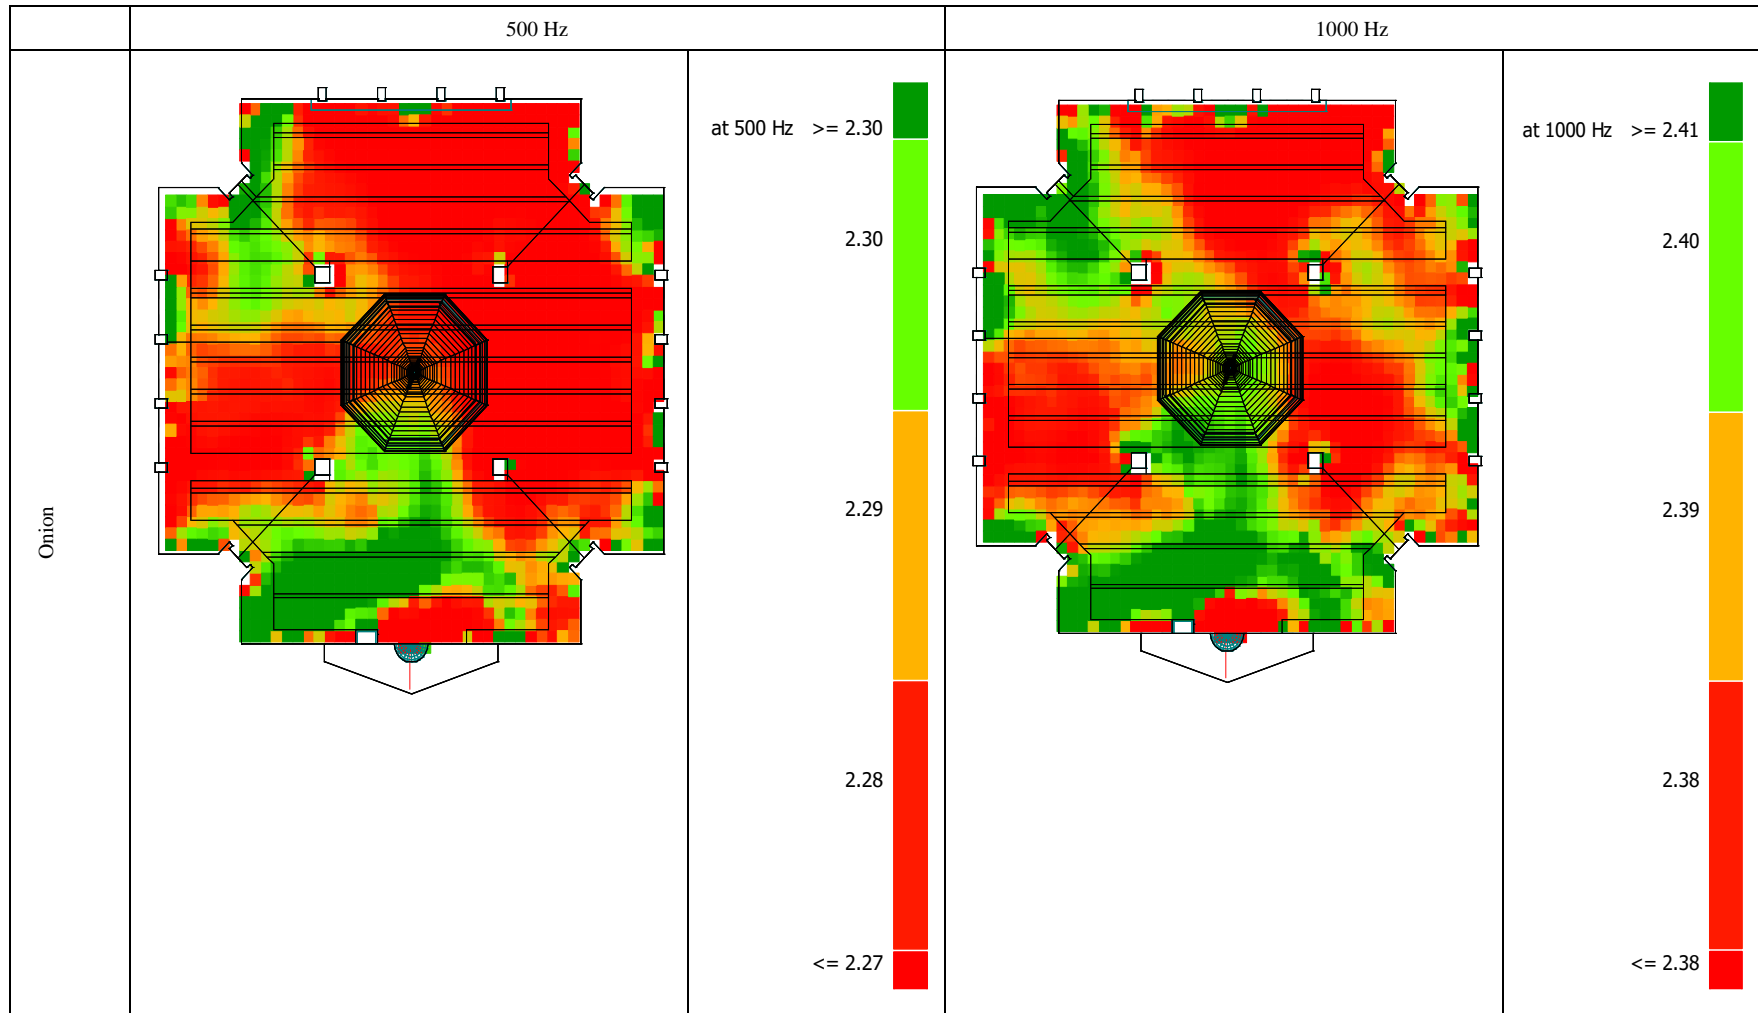 500 Hz
1000 Hz
Onion
at 500 Hz >= 2.30
2.30
2.29
2.28
<= 2.27
at 1000 Hz >= 2.41
2.40
2.39
2.38
<= 2.38